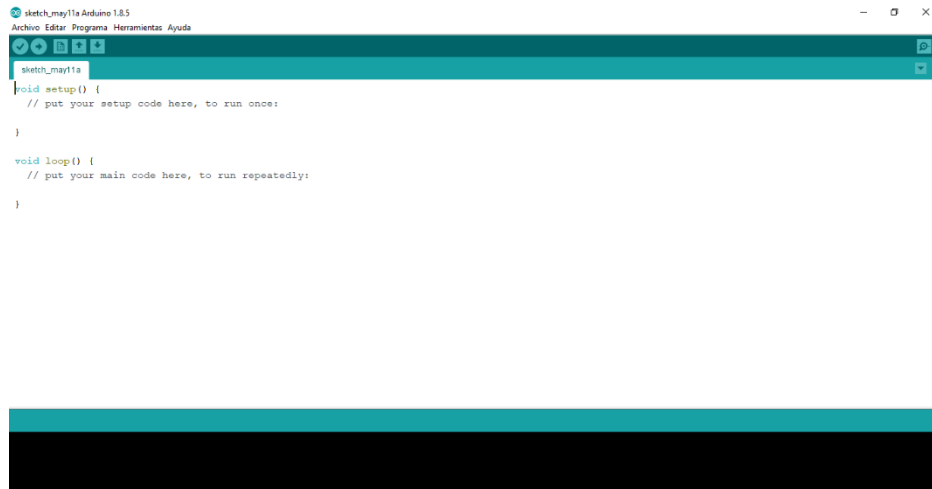 sketch_may11a Arduino 1.8.5
Archivo Editar Programa Herramientas Ayuda
sketch_may11a
void setup() {
  // put your setup code here, to run once:
}
void loop() {
  // put your main code here, to run repeatedly:
}